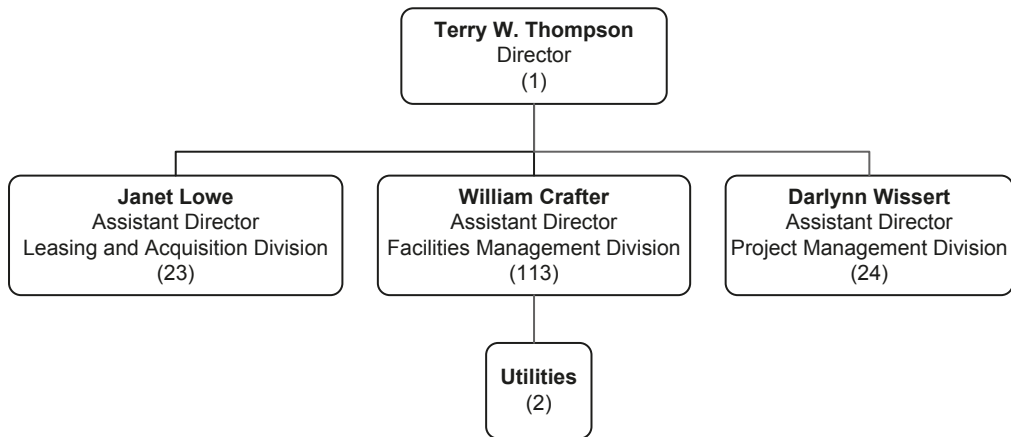 Terry W. Thompson
Director
(1)
Janet Lowe
Assistant Director
Leasing and Acquisition Division
(23)
William Crafter
Assistant Director
Facilities Management Division
(113)
Darlynn Wissert
Assistant Director
Project Management Division
(24)
Utilities
(2)